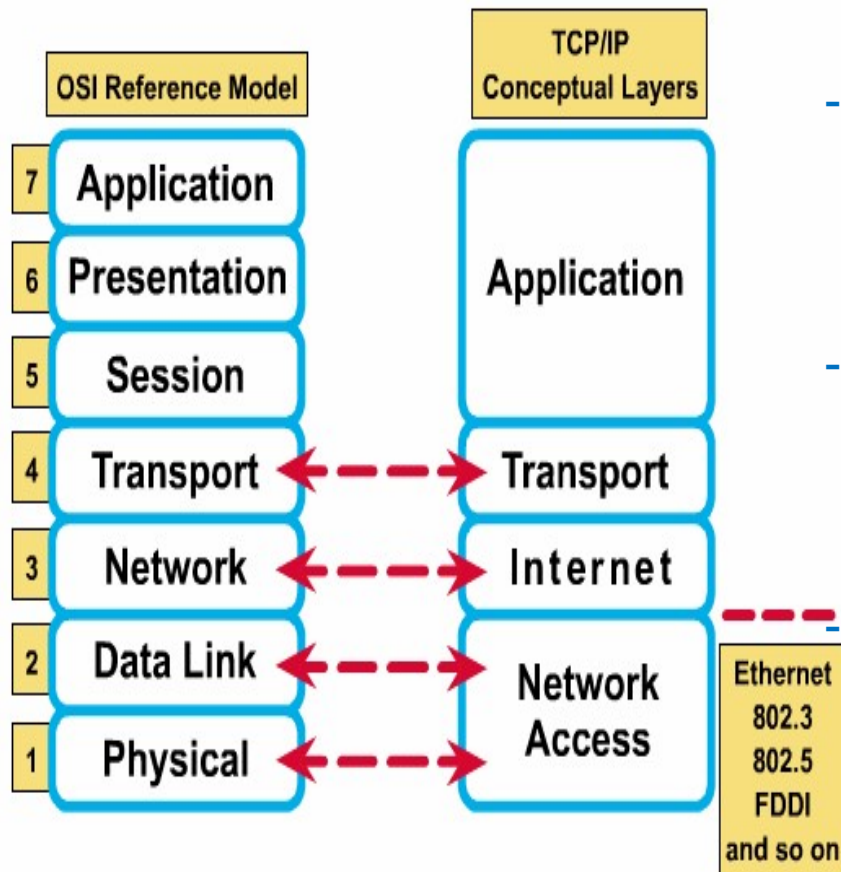 OSI Reference Model
7
Application
6
Presentation
5
Session
4
Transport
3
Network
2
Data Link
1
Physical
TCP/IP
Conceptual Layers
Application
Transport
Internet
Network
Access
Ethernet
802.3
802.5
FDDI
and so on